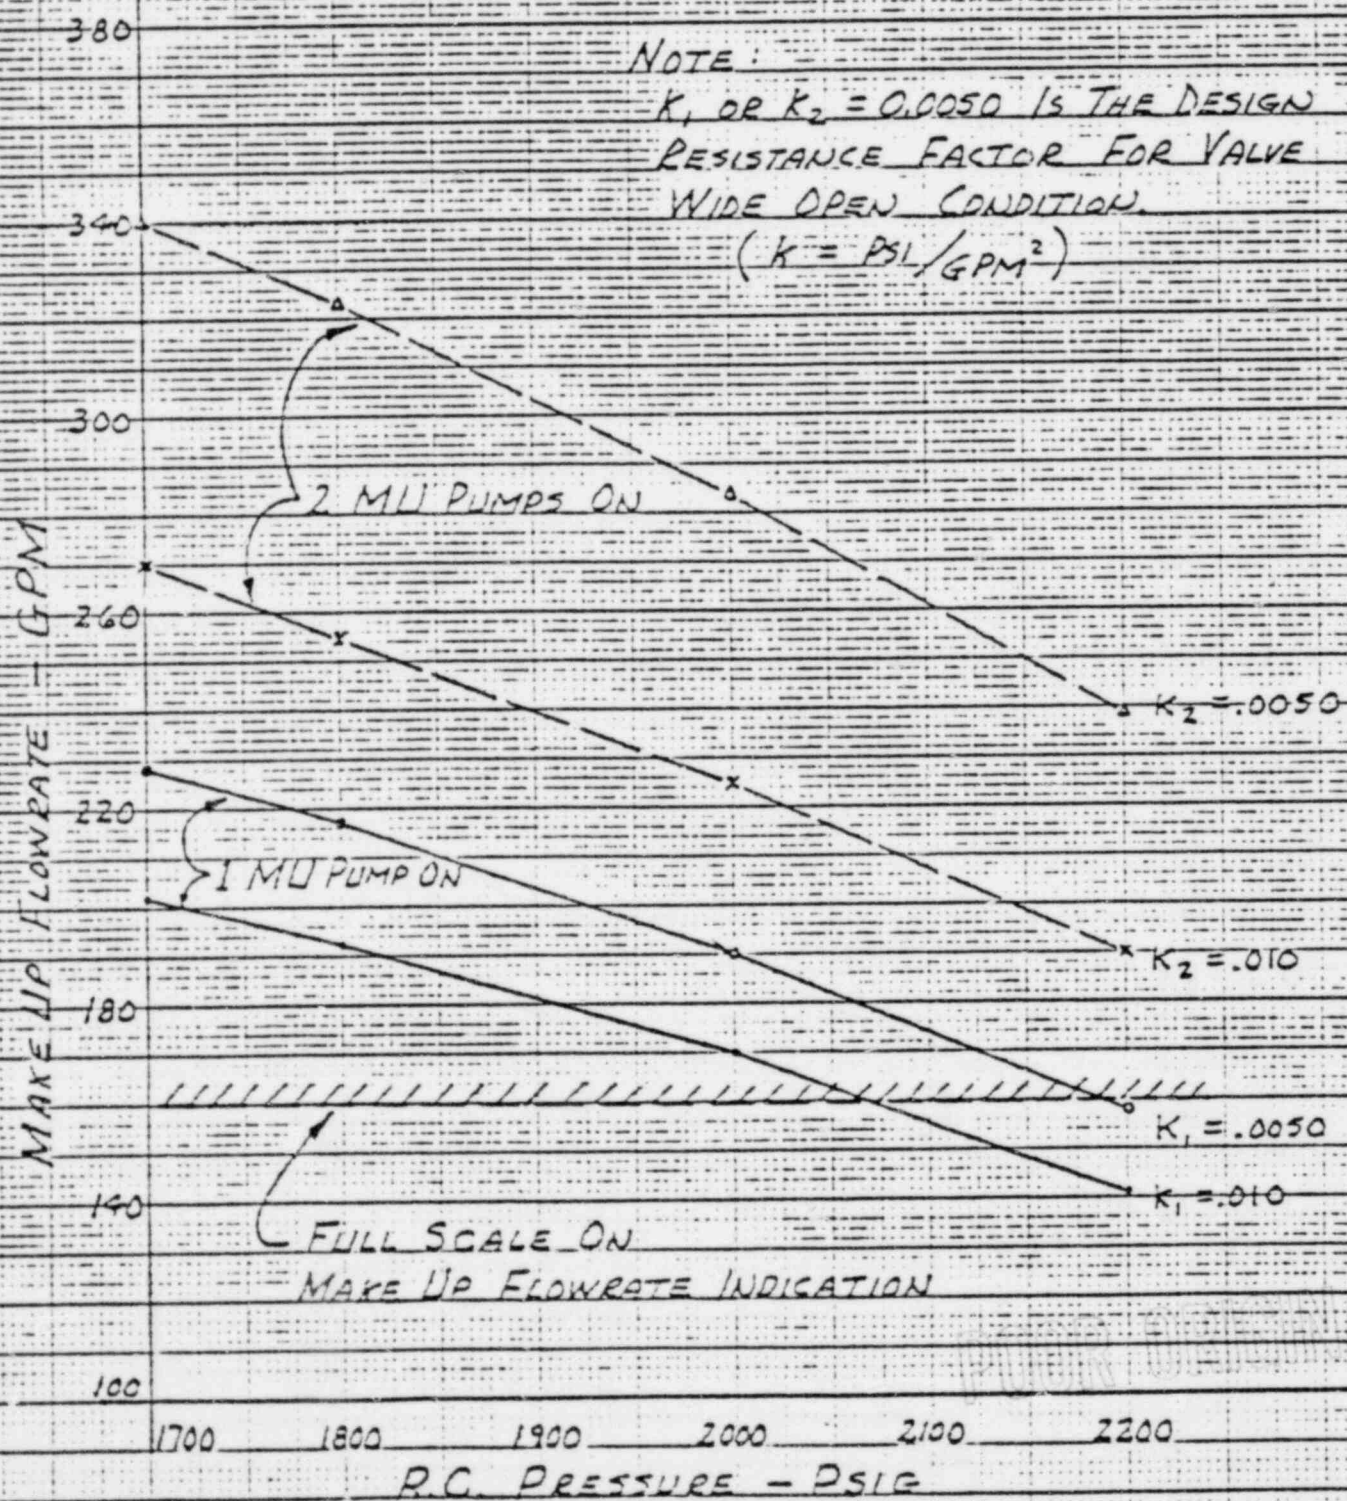 380
NOTE:
K1 OR K2 = 0.0050 IS THE DESIGN
RESISTANCE FACTOR FOR VALVE
WIDE OPEN CONDITION.
(K = PSI/GPM²)
340
300
2 MU PUMPS ON
260
K2 = .0050
220
1 MU PUMP ON
K2 = .010
180
K1 = .0050
140
K1 = .010
FULL SCALE ON
MAKE UP FLOWRATE INDICATION
POOR ORIGINAL
100
1700 1800 1900 2000 2100 2200
R.C. PRESSURE - PSIG
MAKE UP FLOWRATE - GPM